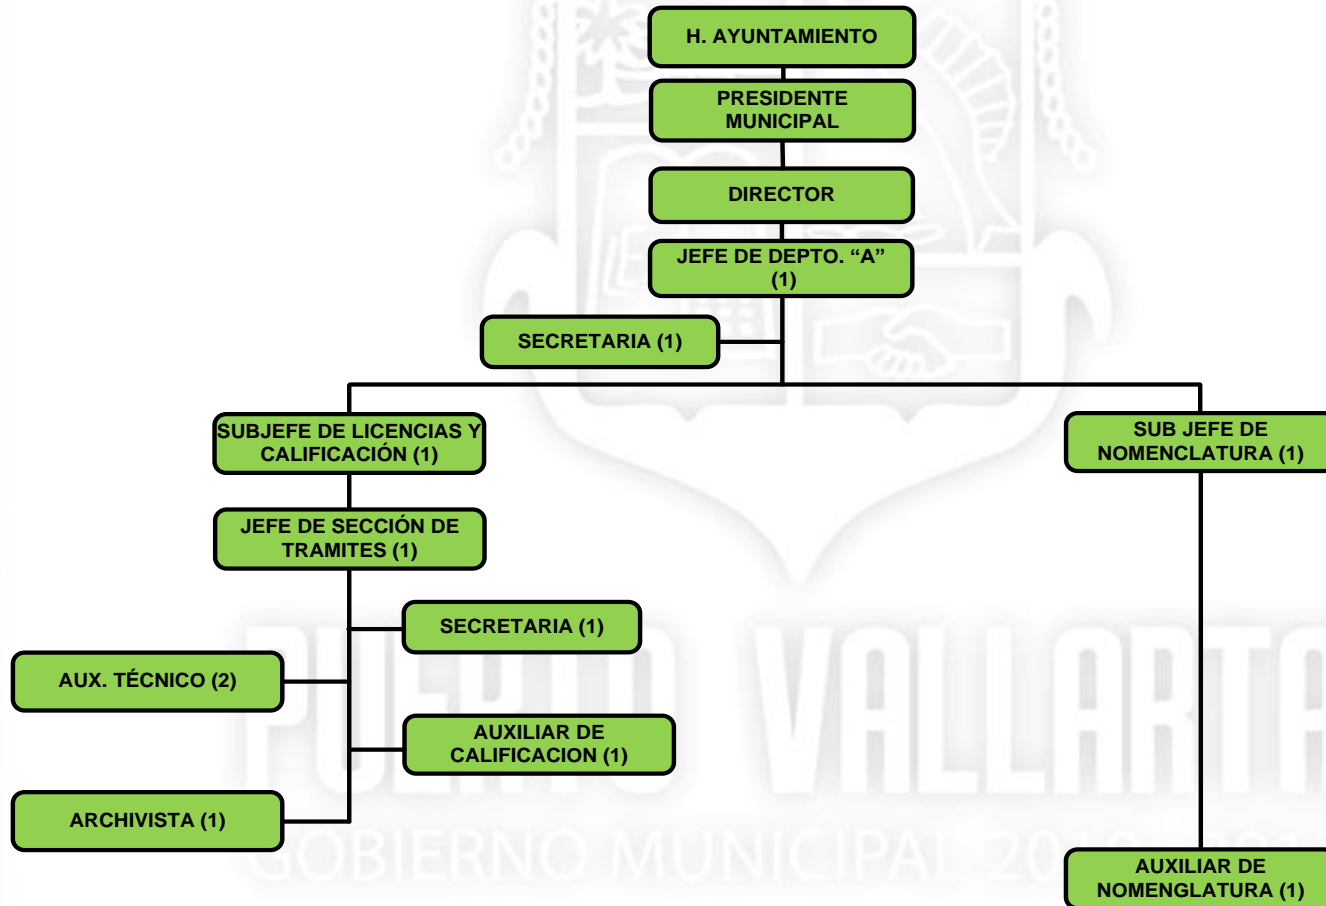 H. AYUNTAMIENTO
PRESIDENTE
MUNICIPAL
DIRECTOR
JEFE DE DEPTO. “A”
(1)
SECRETARIA (1)
SUBJEFE DE LICENCIAS Y
CALIFICACIÓN (1)
SUB JEFE DE
NOMENCLATURA (1)
JEFE DE SECCIÓN DE
TRAMITES (1)
SECRETARIA (1)
AUX. TÉCNICO (2)
AUXILIAR DE
CALIFICACION (1)
ARCHIVISTA (1)
AUXILIAR DE
NOMENGLATURA (1)
PUERTO VALLARTA
GOBIERNO MUNICIPAL